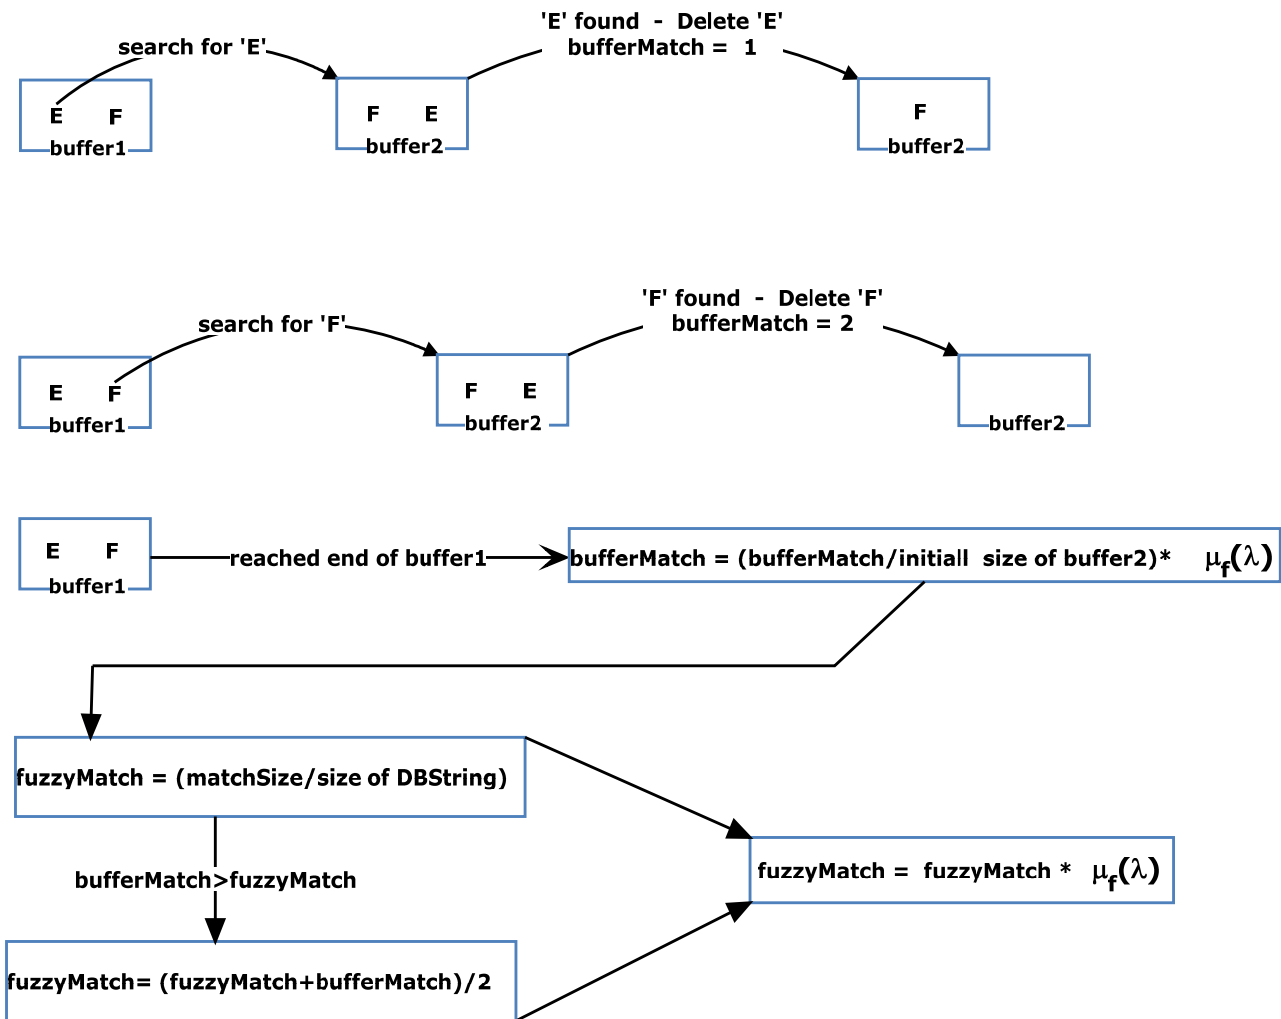 'E' found - Delete 'E'
bufferMatch = 1
search for 'E'
E F
buffer1
F E
buffer2
F
buffer2
'F' found - Delete 'F'
bufferMatch = 2
search for 'F'
E F
buffer1
F E
buffer2
buffer2
E F
buffer1
reached end of buffer1
bufferMatch = (bufferMatch/initiall size of buffer2)* μf(λ)
fuzzyMatch = (matchSize/size of DBString)
bufferMatch>fuzzyMatch
fuzzyMatch = fuzzyMatch * μf(λ)
fuzzyMatch= (fuzzyMatch+bufferMatch)/2